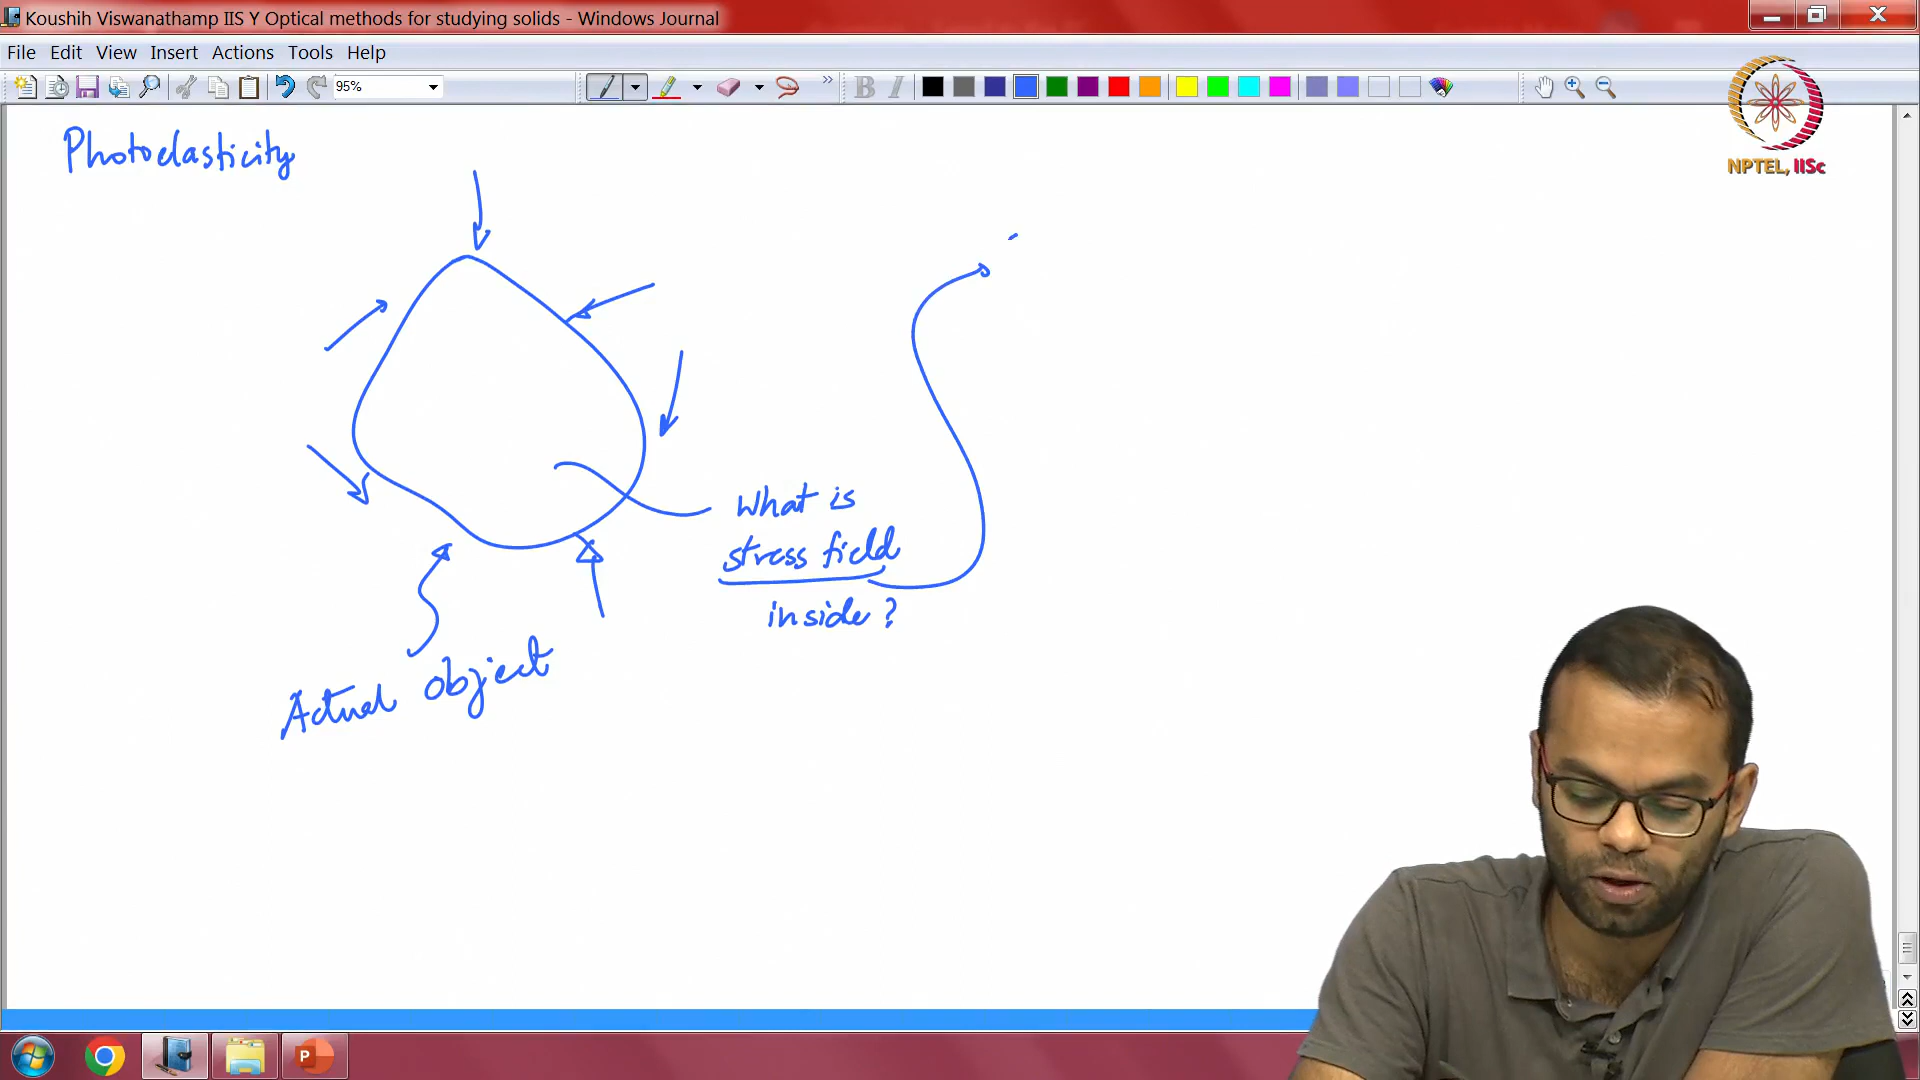 Koushih Viswanathamp IIS Y Optical methods for studying solids - Windows Journal
File Edit View Insert Actions Tools Help
95%
B I
NPTEL, IISc
Photoelasticity
What is
stress field
inside?
Actual object
P